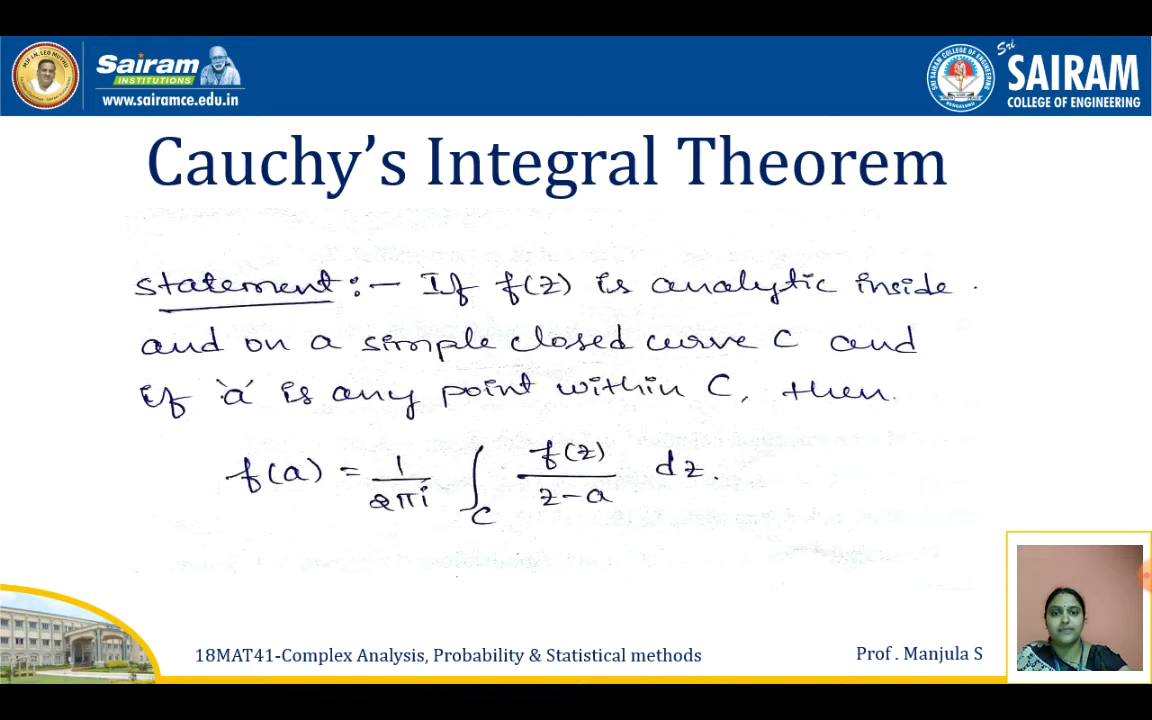 Sairam
INSTITUTIONS
www.sairamce.edu.in
Sri
SAIRAM
COLLEGE OF ENGINEERING
Cauchy's Integral Theorem
statement :- If f(z) is analytic inside
and on a simple closed curve C and
if 'a' is any point within C, then
f(a) = 1/2πi ∫_C f(z)/z-a dz.
18MAT41-Complex Analysis, Probability & Statistical methods
Prof . Manjula S